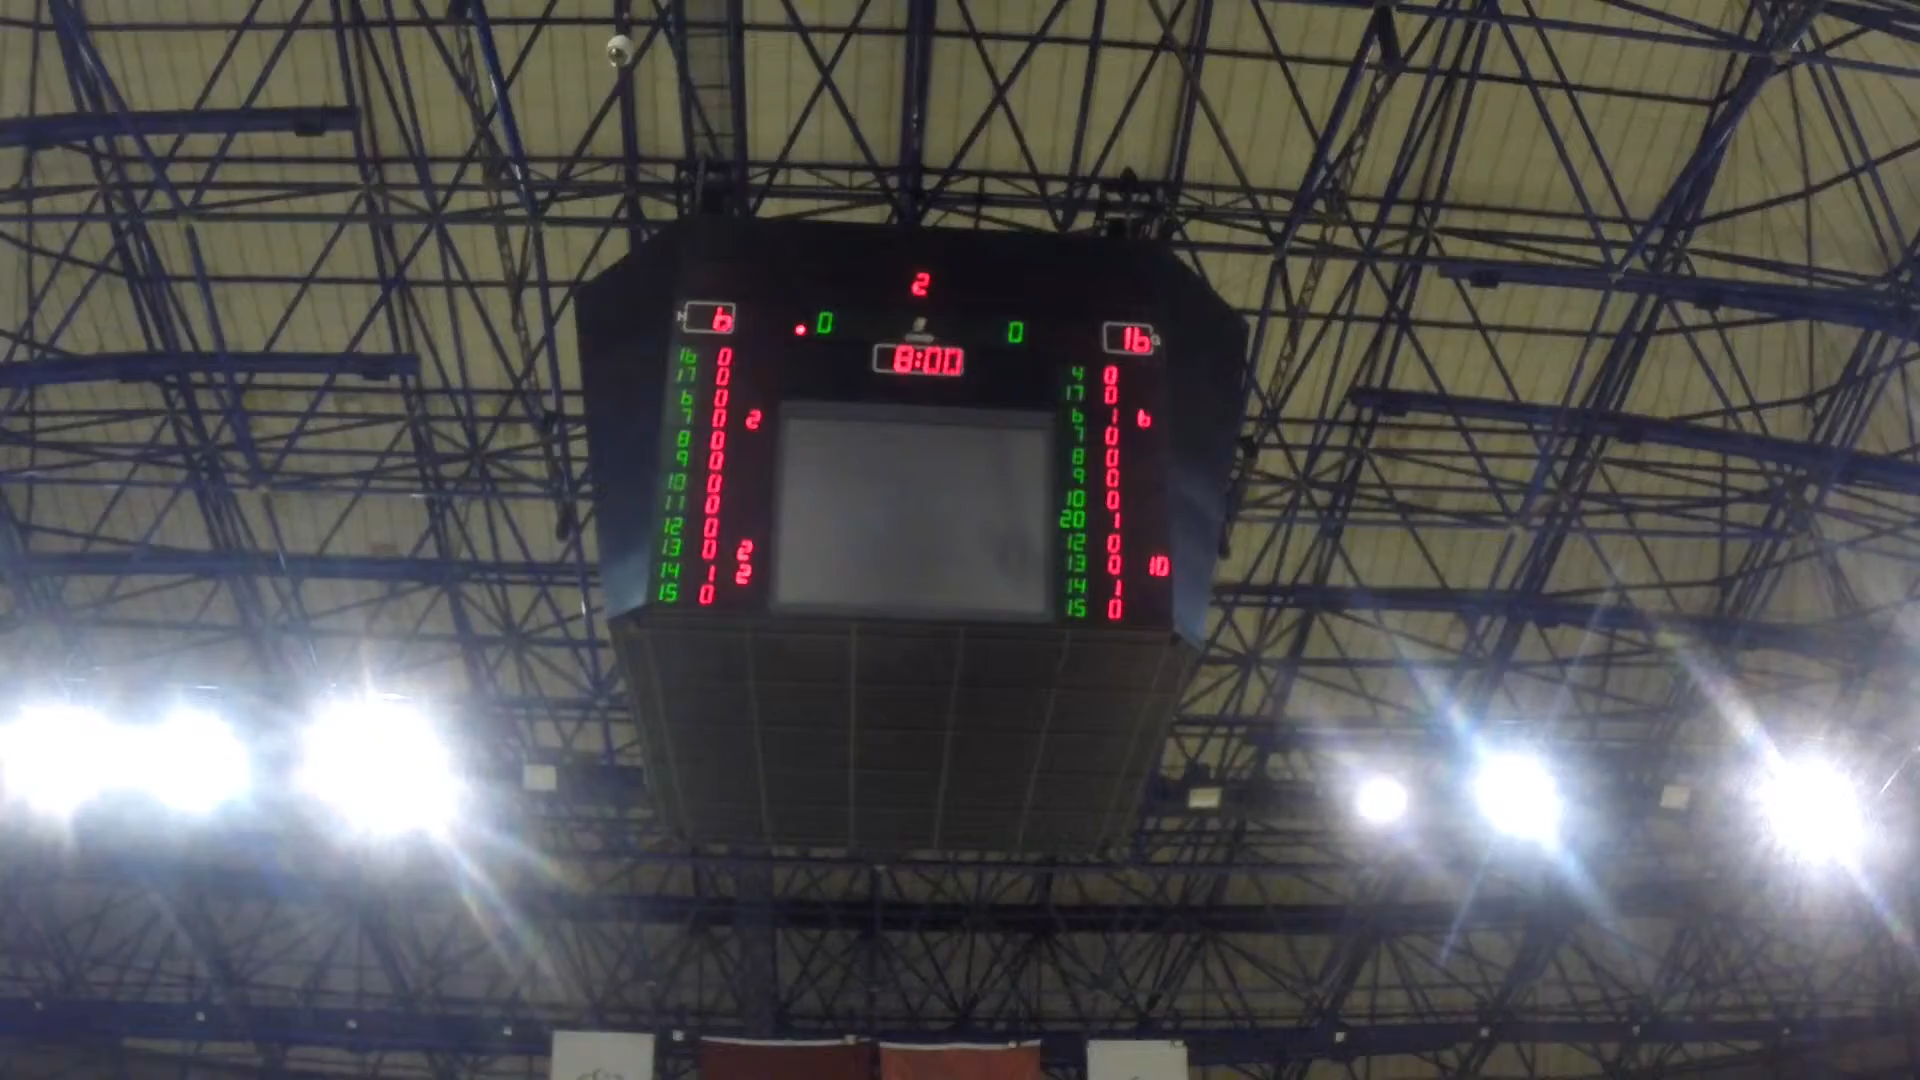 2
6 0 0 16
8:00
16 0 4 0
17 0 17 0
6 0 6 1
7 0 2 7 0 6
8 0 8 0
9 0 9 0
10 0 10 0
11 0 20 1
12 0 12 0
13 0 2 13 0 10
14 1 2 14 1
15 0 15 0